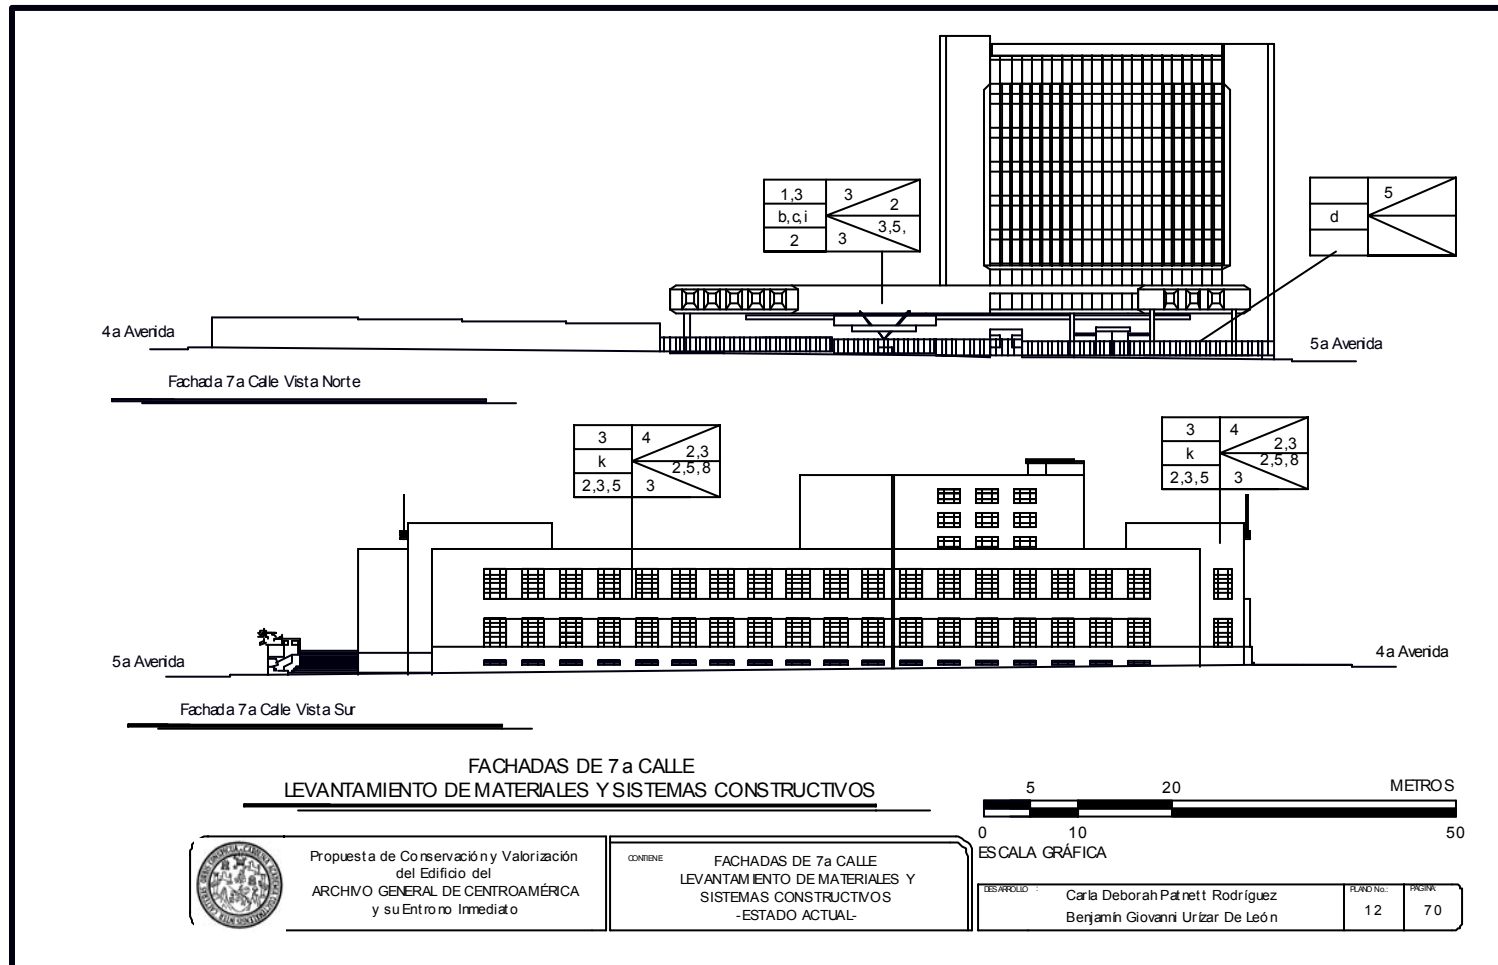 1,3
3
2
b,c,i
3,5,
2
3
5
d
4a Avenida
5a Avenida
Fachada 7a Calle Vista Norte
3
4
2,3
k
2,5,8
2,3,5
3
3
4
2,3
k
2,5,8
2,3,5
3
5a Avenida
4a Avenida
Fachada 7a Calle Vista Sur
FACHADAS DE 7a CALLE
LEVANTAMIENTO DE MATERIALES Y SISTEMAS CONSTRUCTIVOS
5
20
METROS
0
10
50
ESCALA GRÁFICA
Propuesta de Conservación y Valorización
del Edificio del
ARCHIVO GENERAL DE CENTROAMÉRICA
y su Entrono Inmediato
CONTIENE
FACHADAS DE 7a CALLE
LEVANTAMIENTO DE MATERIALES Y
SISTEMAS CONSTRUCTIVOS
-ESTADO ACTUAL-
DESARROLLO :
Carla Deborah Patnett Rodríguez
Benjamín Giovanni Urízar De León
PLANO No.:
12
PÁGINA:
70